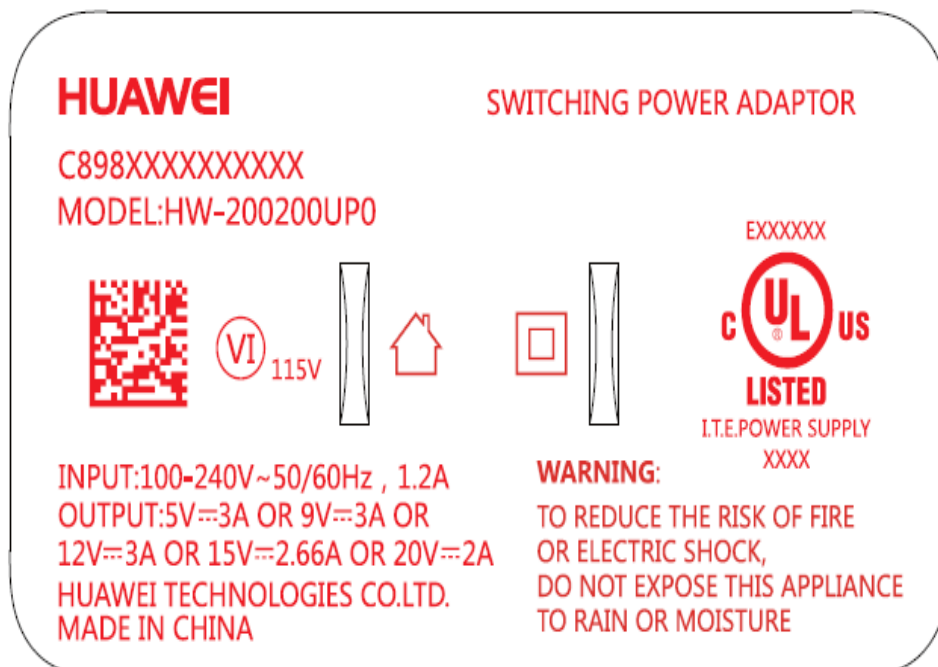 HUAWEI
SWITCHING POWER ADAPTOR
C898XXXXXXXXXX
MODEL:HW-200200UP0
EXXXXXX
VI 115V
C UL US
®
LISTED
I.T.E.POWER SUPPLY
XXXX
INPUT:100-240V~50/60Hz , 1.2A
OUTPUT:5V⎓3A OR 9V⎓3A OR
12V⎓3A OR 15V⎓2.66A OR 20V⎓2A
HUAWEI TECHNOLOGIES CO.LTD.
MADE IN CHINA
WARNING:
TO REDUCE THE RISK OF FIRE
OR ELECTRIC SHOCK,
DO NOT EXPOSE THIS APPLIANCE
TO RAIN OR MOISTURE